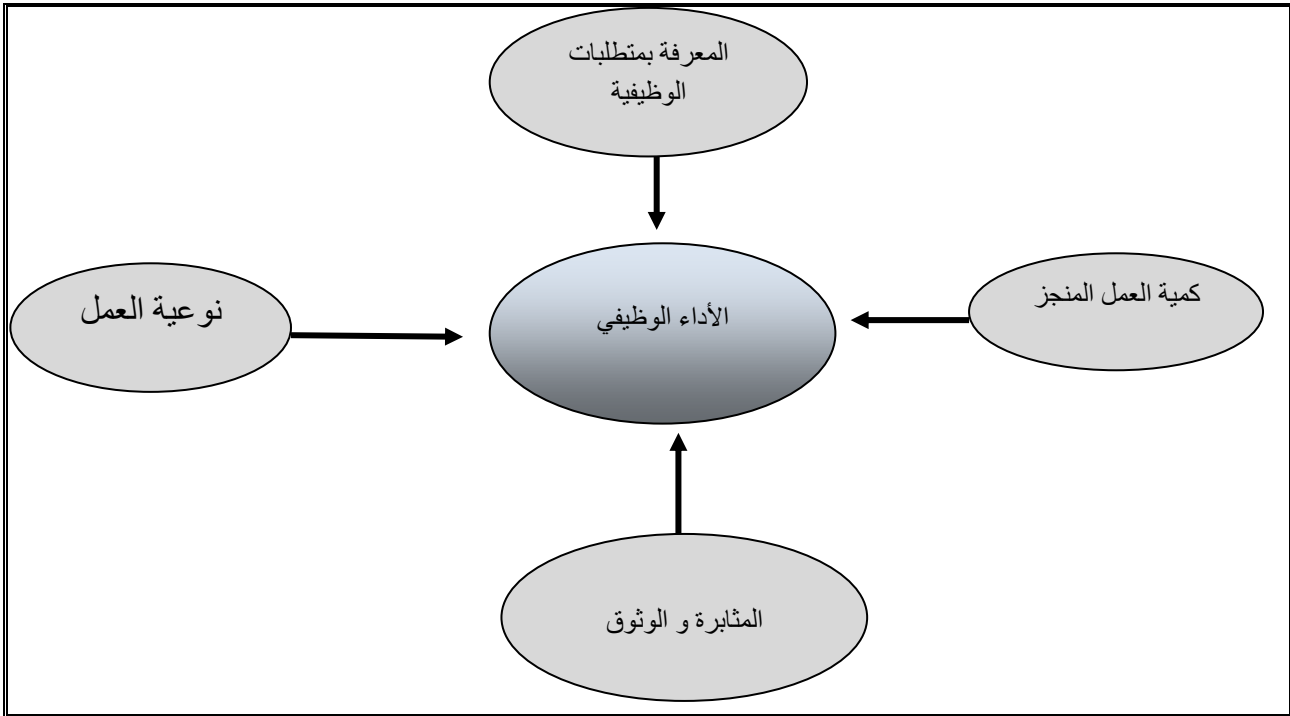 المعرفة بمتطلبات
الوظيفية
كمية العمل المنجز
الأداء الوظيفي
نوعية العمل
المثابرة و الوثوق